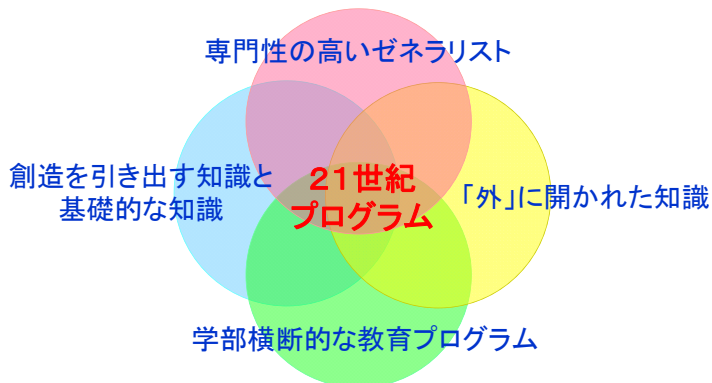 専門性の高いゼネラリスト
創造を引き出す知識と
基礎的な知識
21世紀
プログラム
「外」に開かれた知識
学部横断的な教育プログラム